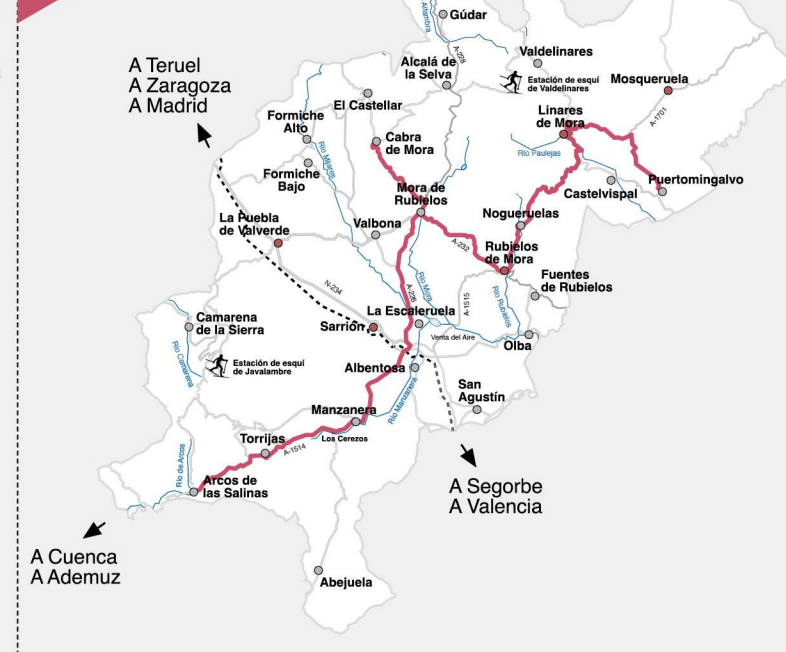 Alfambra
Gúdar
A-228
A Teruel
A Zaragoza
A Madrid
Alcalá de
la Selva
Valdelinares
Estación de esquí
de Valdelinares
Mosqueruela
El Castellar
Linares
de Mora
A-1701
Formiche
Alto
Cabra
de Mora
Río Mijares
Río Paulejas
Formiche
Bajo
Mora de
Rubielos
Castelvispal
Puertomingalvo
La Puebla
de Valverde
Valbona
Nogueruelas
A-232
Rubielos
de Mora
N-234
Río Mora
A-1515
Fuentes
de Rubielos
A-226
Río Rubielos
Camarena
de la Sierra
La Escaleruela
Sarrión
Venta del Aire
Olba
Río Camarena
Estación de esquí
de Javalambre
Albentosa
Río Manzanera
San
Agustín
Manzanera
Los Cerezos
Torrijas
A-1514
Río de Arcos
Arcos de
las Salinas
A Segorbe
A Valencia
A Cuenca
A Ademuz
Abejuela